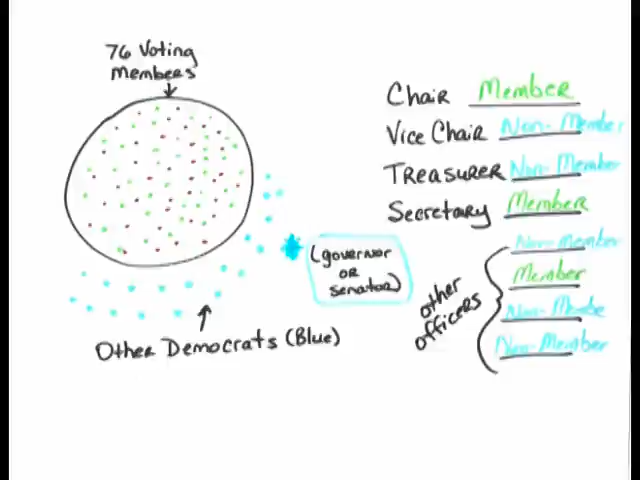 76 Voting
Members
Chair Member
Vice Chair Non-Member
Treasurer Non-Member
Secretary Member
Non-Member
Member
Non-Membe
Non-Member
other
officers
(governor
or
senator)
Other Democrats (Blue)